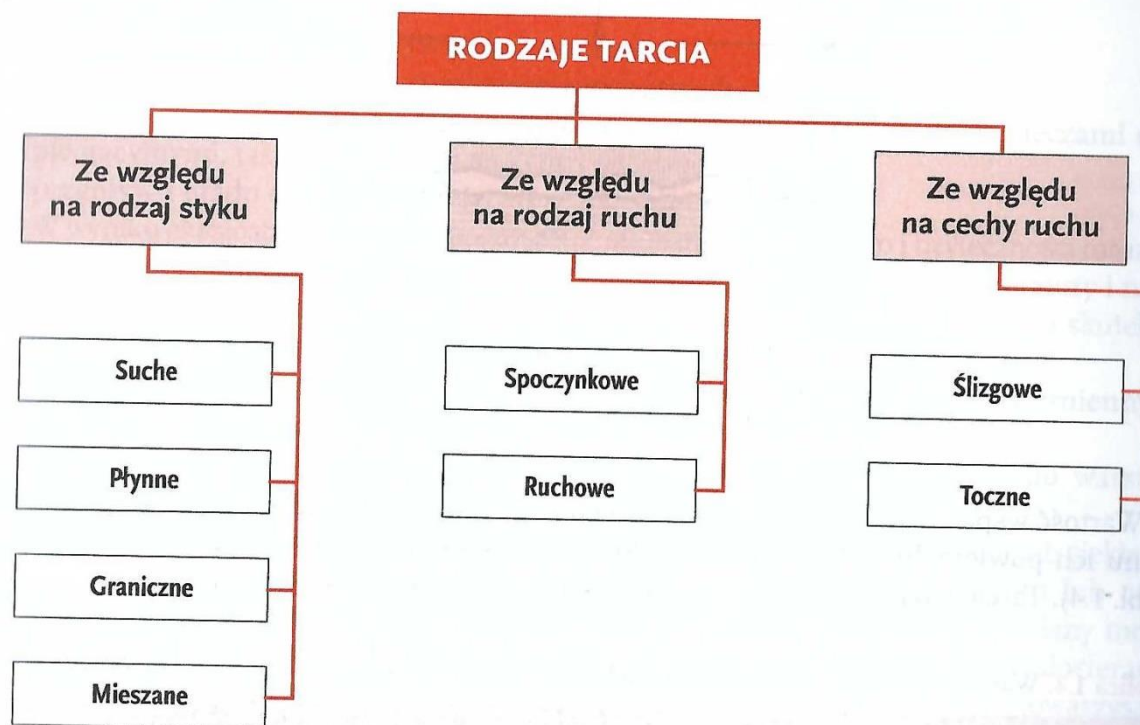 RODZAJE TARCIA
Ze względu
na rodzaj styku
Suche
Płynne
Graniczne
Mieszane
Ze względu
na rodzaj ruchu
Spoczynkowe
Ruchowe
Ze względu
na cechy ruchu
Ślizgowe
Toczne